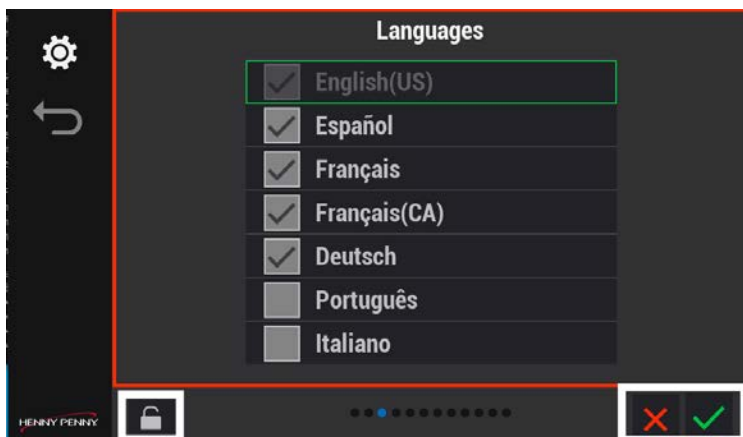 Languages
English(US)
Español
Français
Français(CA)
Deutsch
Português
Italiano
HENNY PENNY